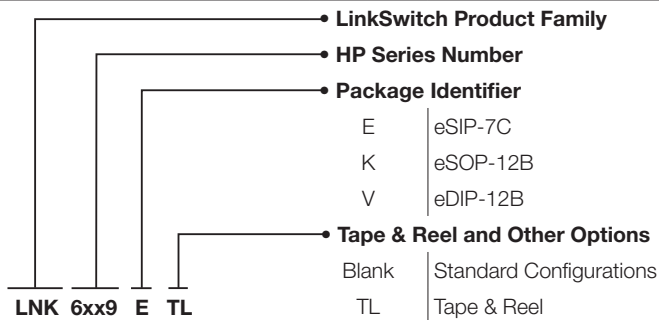 LinkSwitch Product Family
HP Series Number
Package Identifier
E eSIP-7C
K eSOP-12B
V eDIP-12B
Tape & Reel and Other Options
Blank Standard Configurations
TL Tape & Reel
LNK 6xx9 E TL